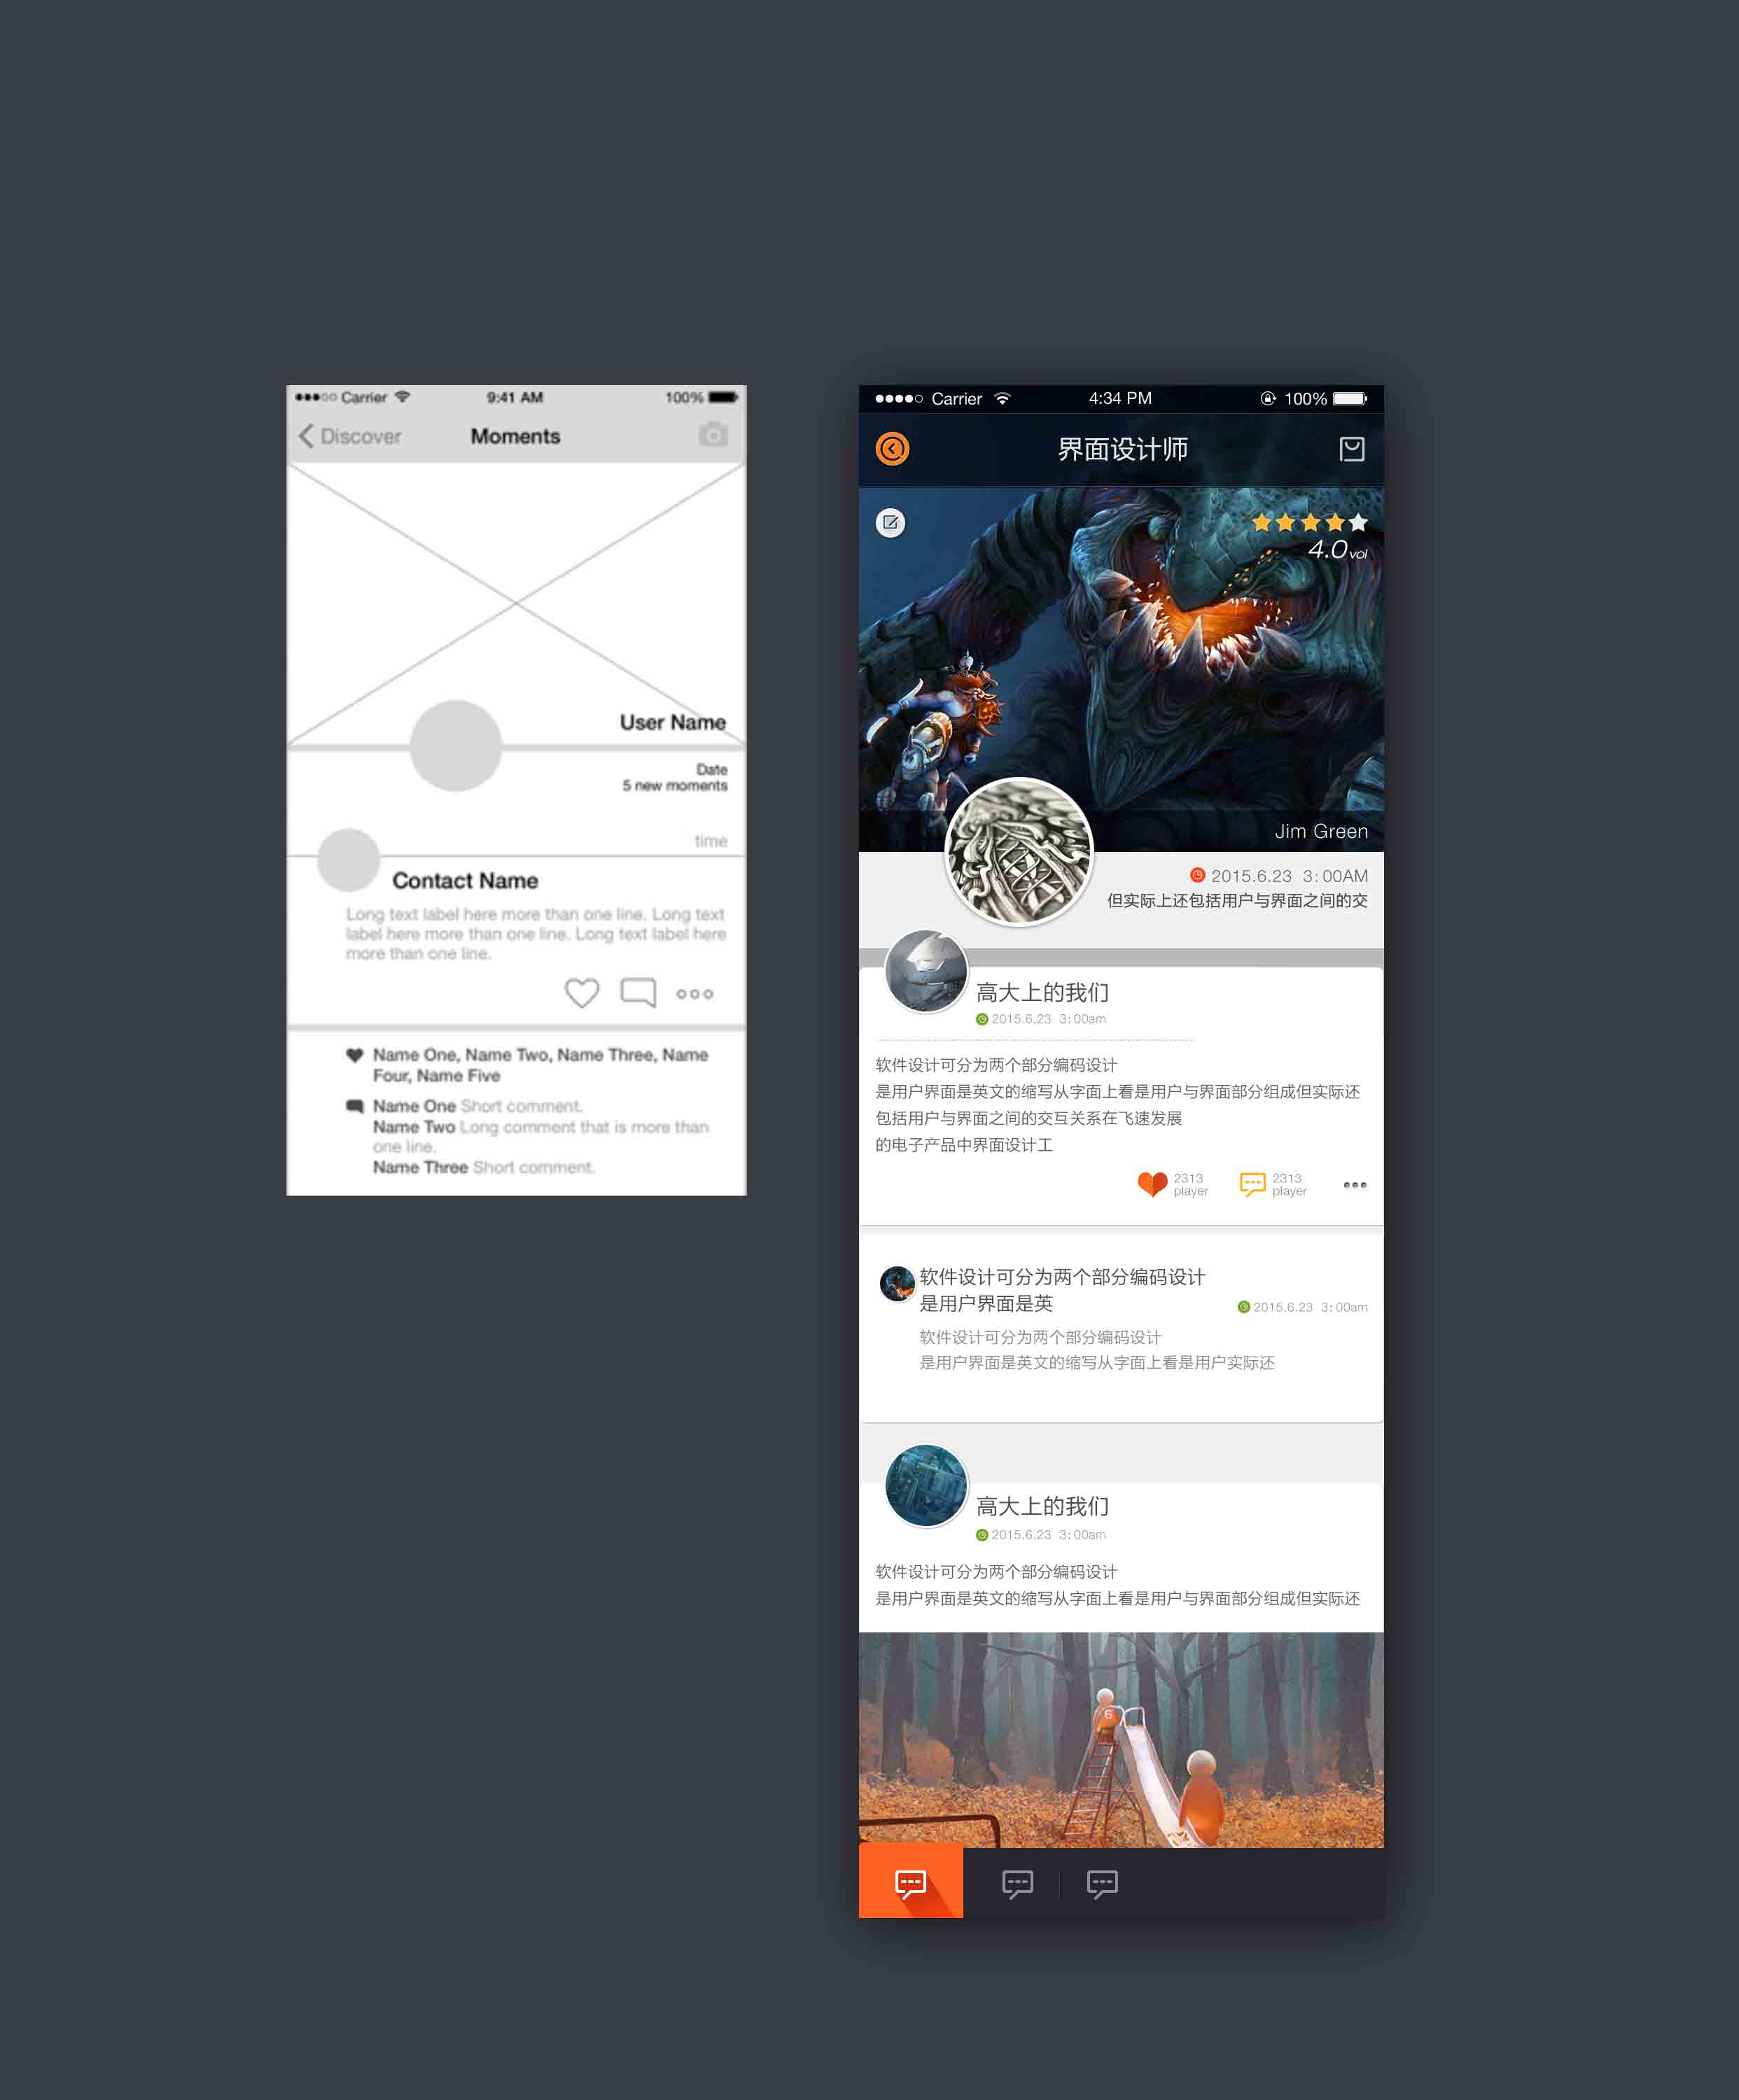 Carrier
9:41 AM
100%
Discover
Moments
User Name
Date
5 new moments
time
Contact Name
Long text label here more than one line. Long text
label here more than one line. Long text label here
more than one line.
Name One, Name Two, Name Three, Name
Four, Name Five
Name One Short comment.
Name Two Long comment that is more than
one line.
Name Three Short comment.
Carrier
4:34 PM
100%
界面设计师
4.0vol
Jim Green
2015.6.23 3:00AM
但实际上还包括用户与界面之间的交
高大上的我们
2015.6.23 3:00am
软件设计可分为两个部分编码设计
是用户界面是英文的缩写从字面上看是用户与界面部分组成但实际还
包括用户与界面之间的交互关系在飞速发展
的电子产品中界面设计工
2313
player
2313
player
软件设计可分为两个部分编码设计
是用户界面是英
2015.6.23 3:00am
软件设计可分为两个部分编码设计
是用户界面是英文的缩写从字面上看是用户实际还
高大上的我们
2015.6.23 3:00am
软件设计可分为两个部分编码设计
是用户界面是英文的缩写从字面上看是用户与界面部分组成但实际还
6